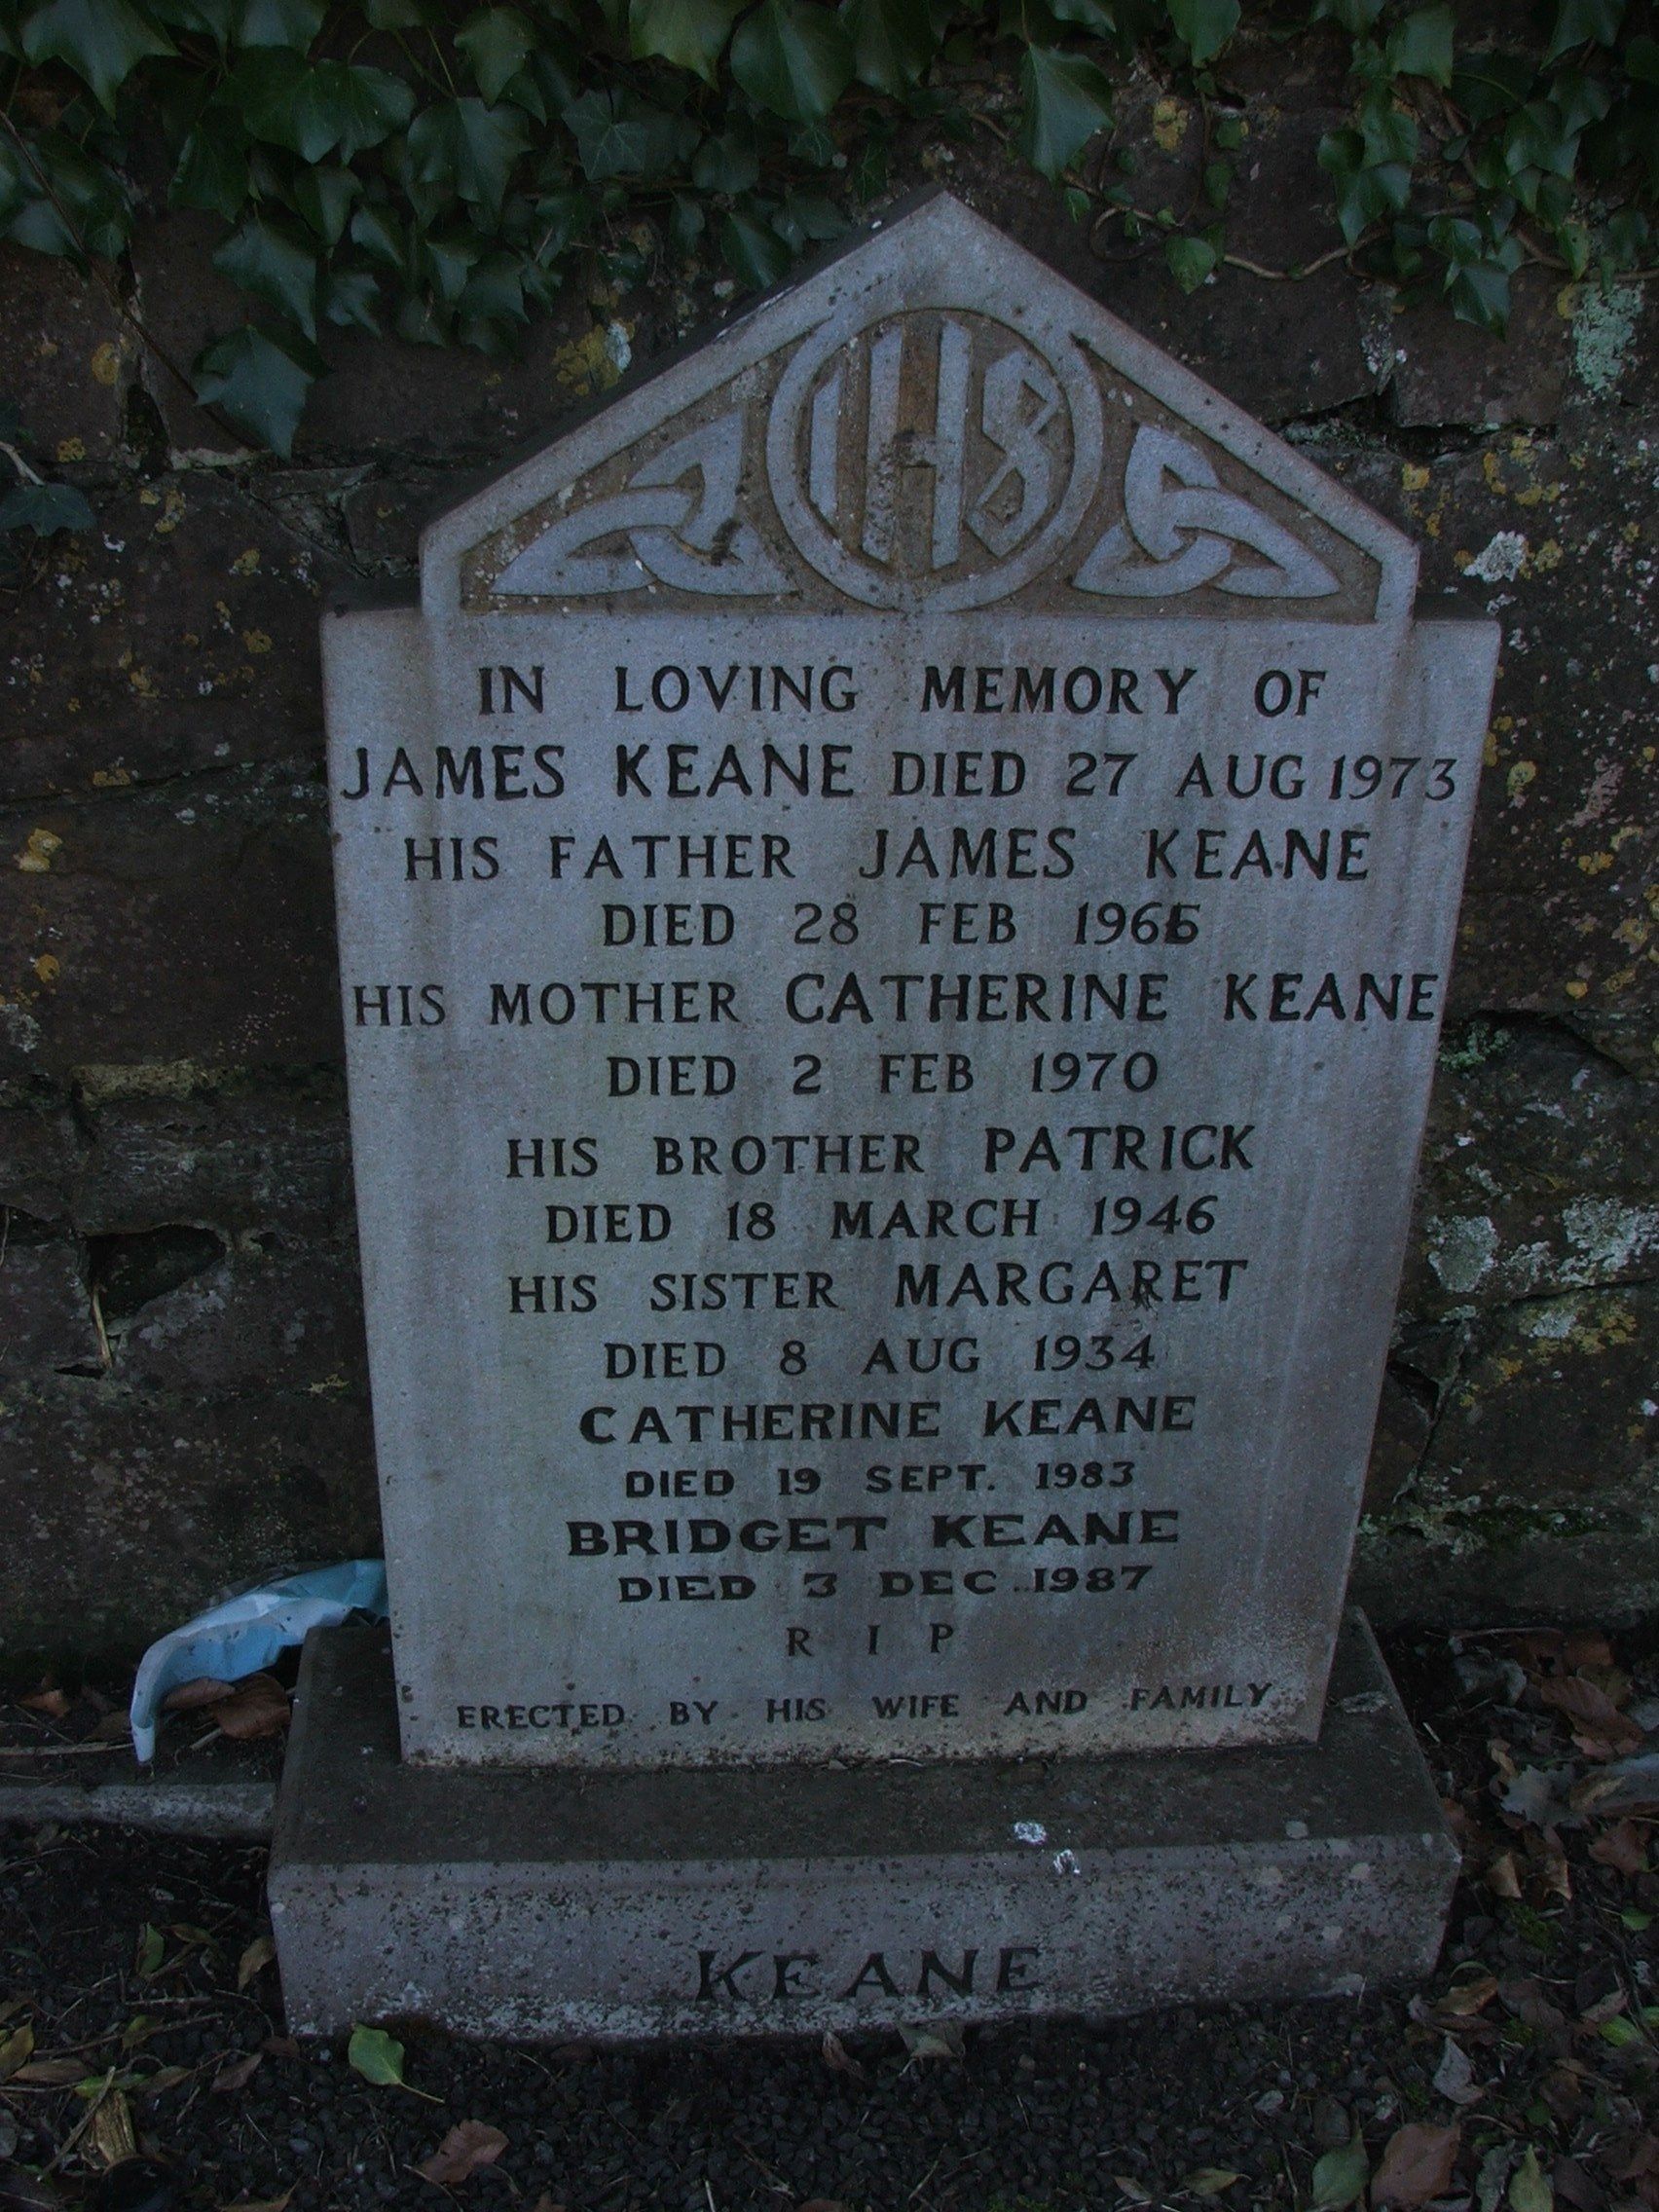 IHS
IN LOVING MEMORY OF
JAMES KEANE DIED 27 AUG 1973
HIS FATHER JAMES KEANE
DIED 28 FEB
HIS MOTHER CATHERINE KEANE
DIED 2 FEB 1970
HIS BROTHER PATRICK
DIED 18 MARCH 1946
HIS SISTER MARGARET
DIED 8 AUG 1934
CATHERINE KEANE
DIED 19 SEPT. 1983
BRIDGET KEANE
DIED 3 DEC 1987
R I P
ERECTED BY HIS WIFE AND FAMILY
KEANE